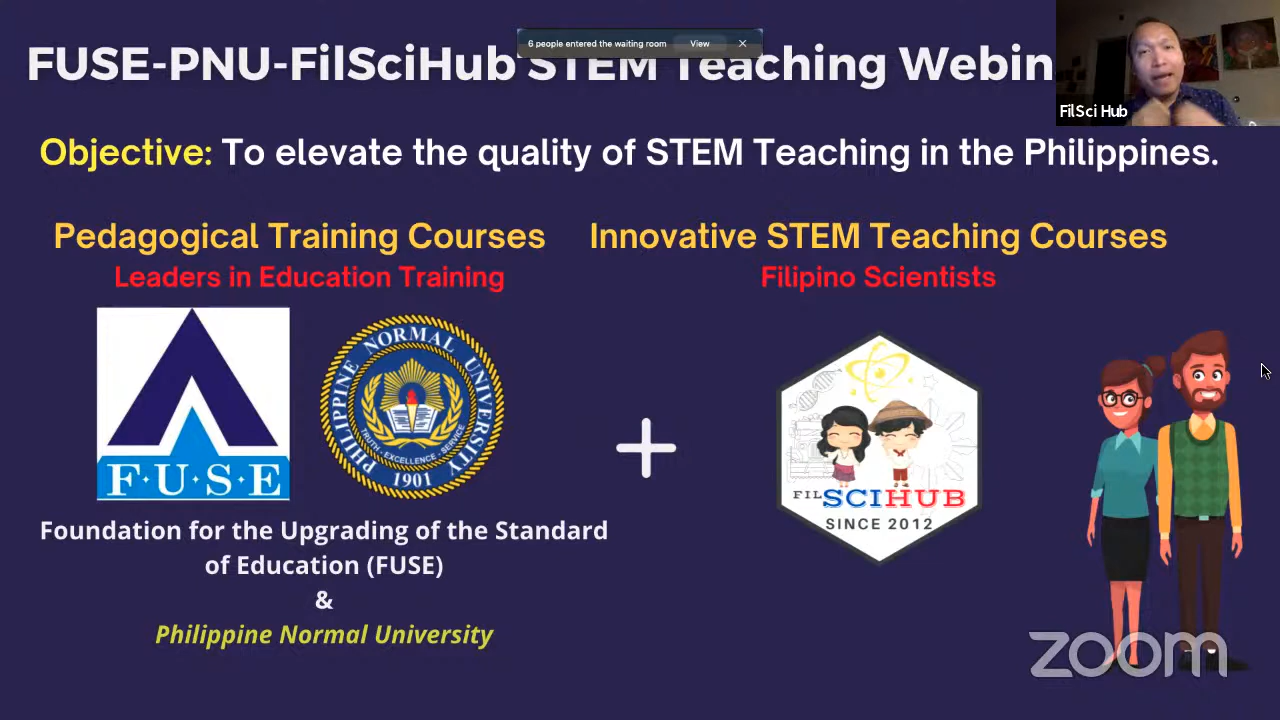 FUSE-PNU-FilSciHub STEM Teaching Webin
6 people entered the waiting room View
FilSci Hub
Objective: To elevate the quality of STEM Teaching in the Philippines.
Pedagogical Training Courses
Leaders in Education Training
Innovative STEM Teaching Courses
Filipino Scientists
F·U·S·E
PHILIPPINE NORMAL UNIVERSITY
TRUTH - EXCELLENCE - SERVICE
1901
+
FILSCIHUB
SINCE 2012
Foundation for the Upgrading of the Standard
of Education (FUSE)
&
Philippine Normal University
zoom